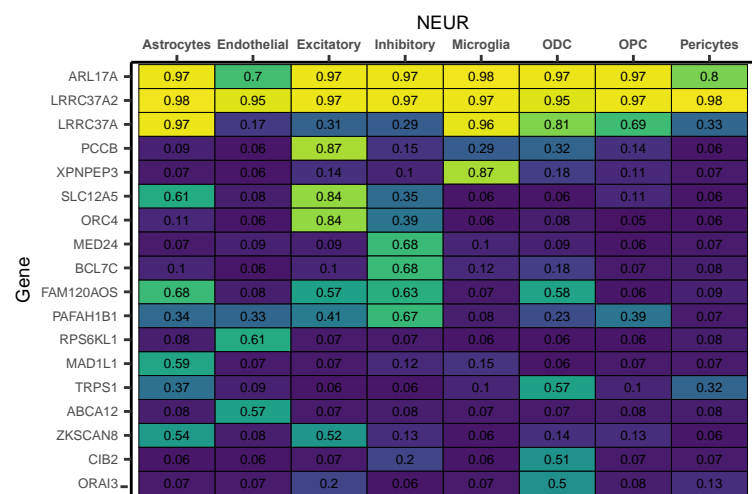 NEUR
Astrocytes Endothelial Excitatory Inhibitory Microglia ODC OPC Pericytes
ARL17A 0.97 0.7 0.97 0.97 0.98 0.97 0.97 0.8
LRRC37A2 0.98 0.95 0.97 0.97 0.97 0.95 0.97 0.98
LRRC37A 0.97 0.17 0.31 0.29 0.96 0.81 0.69 0.33
PCCB 0.09 0.06 0.87 0.15 0.29 0.32 0.14 0.06
XPNPEP3 0.07 0.06 0.14 0.1 0.87 0.18 0.11 0.07
SLC12A5 0.61 0.08 0.84 0.35 0.06 0.06 0.11 0.06
ORC4 0.11 0.06 0.84 0.39 0.06 0.08 0.05 0.06
MED24 0.07 0.09 0.09 0.68 0.1 0.09 0.06 0.07
BCL7C 0.1 0.06 0.1 0.68 0.12 0.18 0.07 0.08
FAM120AOS 0.68 0.08 0.57 0.63 0.07 0.58 0.06 0.09
PAFAH1B1 0.34 0.33 0.41 0.67 0.08 0.23 0.39 0.07
RPS6KL1 0.08 0.61 0.07 0.07 0.06 0.06 0.06 0.08
MAD1L1 0.59 0.07 0.07 0.12 0.15 0.06 0.07 0.07
TRPS1 0.37 0.09 0.06 0.06 0.1 0.57 0.1 0.32
ABCA12 0.08 0.57 0.07 0.08 0.07 0.07 0.08 0.08
ZKSCAN8 0.54 0.08 0.52 0.13 0.06 0.14 0.13 0.06
CIB2 0.06 0.06 0.07 0.2 0.06 0.51 0.07 0.07
ORAI3 0.07 0.07 0.2 0.06 0.07 0.5 0.08 0.13
Gene